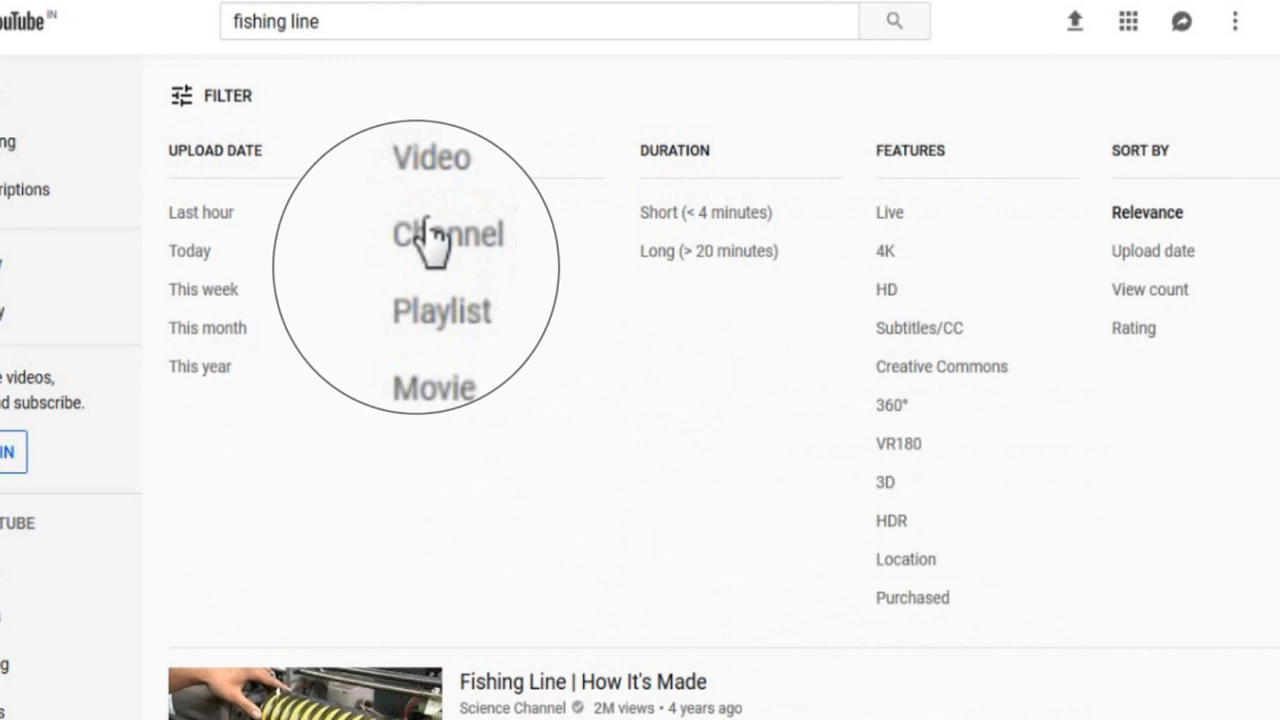 ouTube IN
fishing line
FILTER
UPLOAD DATE
Last hour
Today
This week
This month
This year
Video
Channel
Playlist
Movie
DURATION
Short (< 4 minutes)
Long (> 20 minutes)
FEATURES
Live
4K
HD
Subtitles/CC
Creative Commons
360°
VR180
3D
HDR
Location
Purchased
SORT BY
Relevance
Upload date
View count
Rating
ng
riptions
y
e videos,
nd subscribe.
IN
TUBE
s
g
s
Fishing Line | How It's Made
Science Channel 2M views • 4 years ago